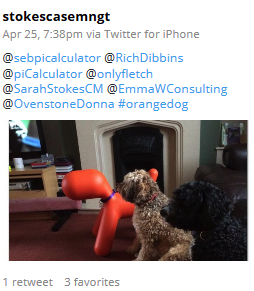 stokescasemngt
Apr 25, 7:38pm via Twitter for iPhone
@sebpicalculator @RichDibbins
@piCalculator @onlyfletch
@SarahStokesCM @EmmaWConsulting
@OvenstoneDonna #orangedog
1 retweet 3 favorites